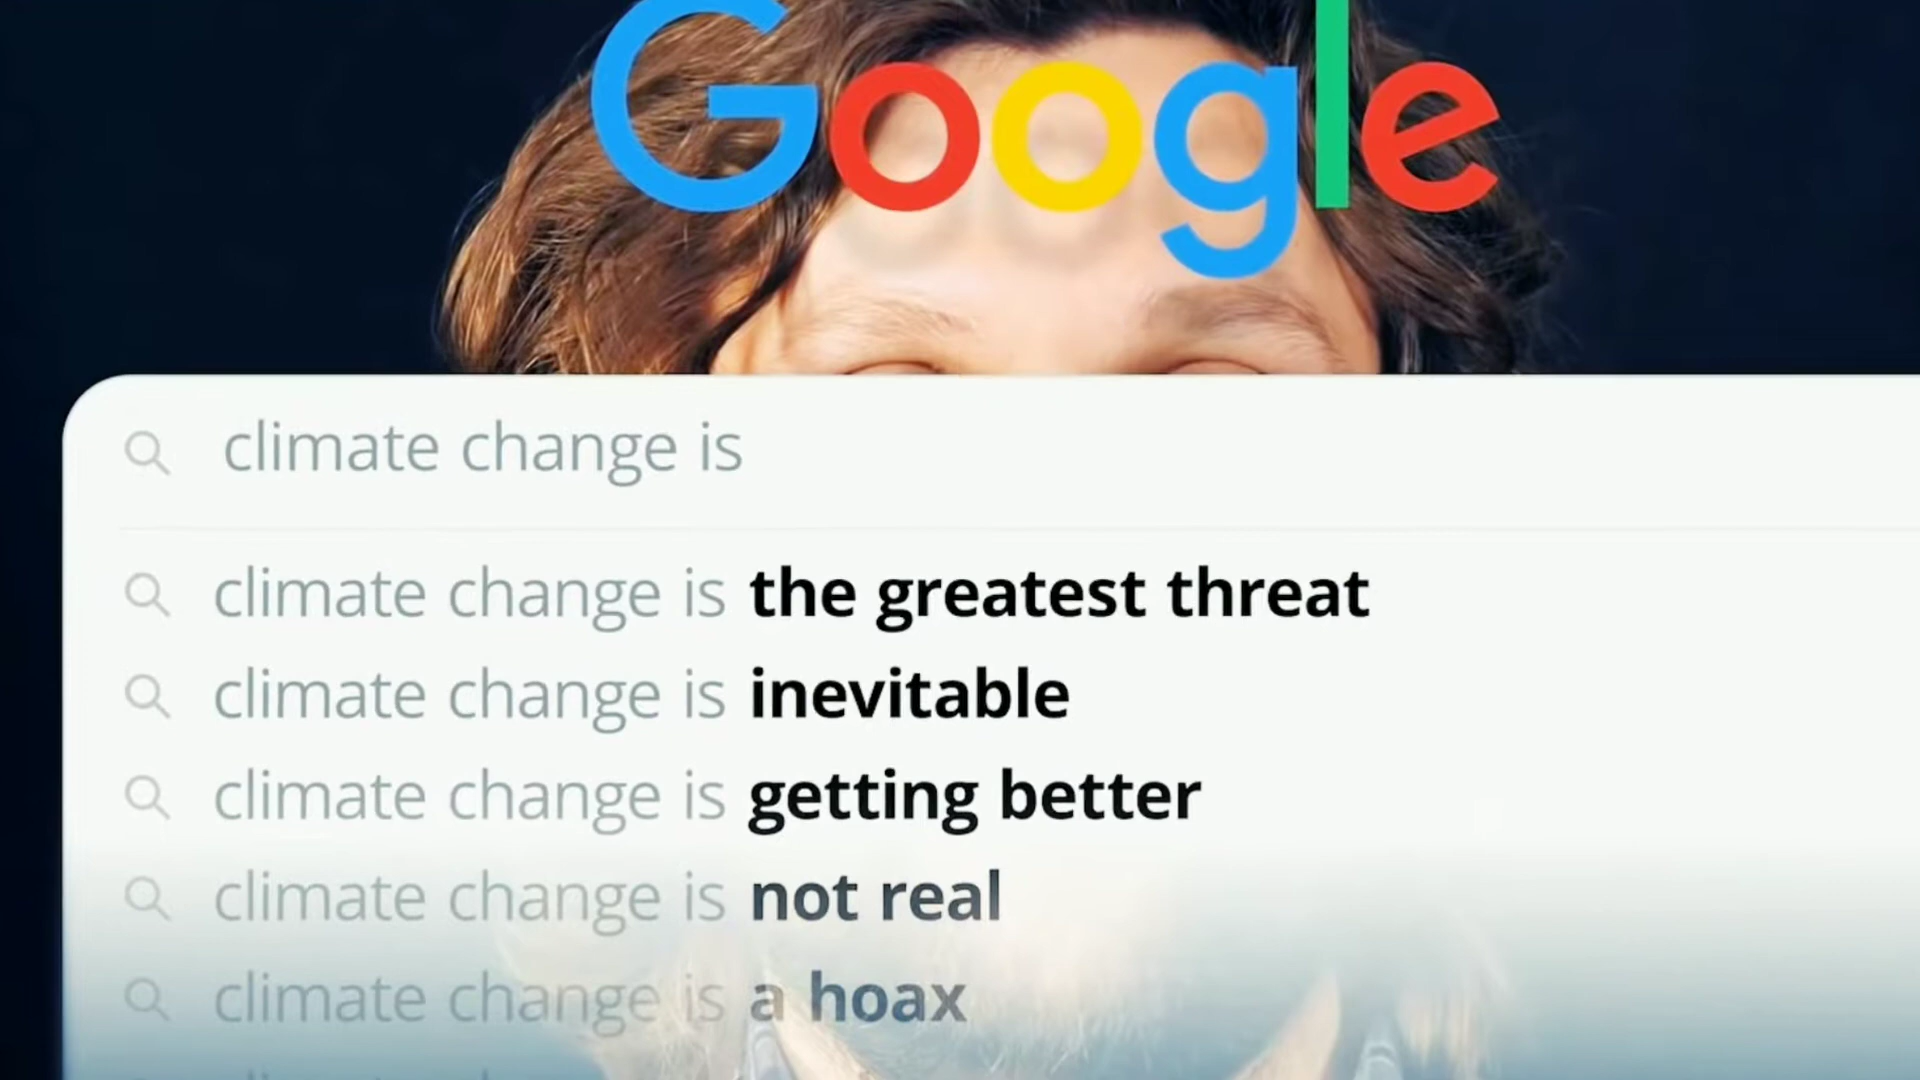 Google
climate change is
climate change is the greatest threat
climate change is inevitable
climate change is getting better
climate change is not real
climate change is a hoax